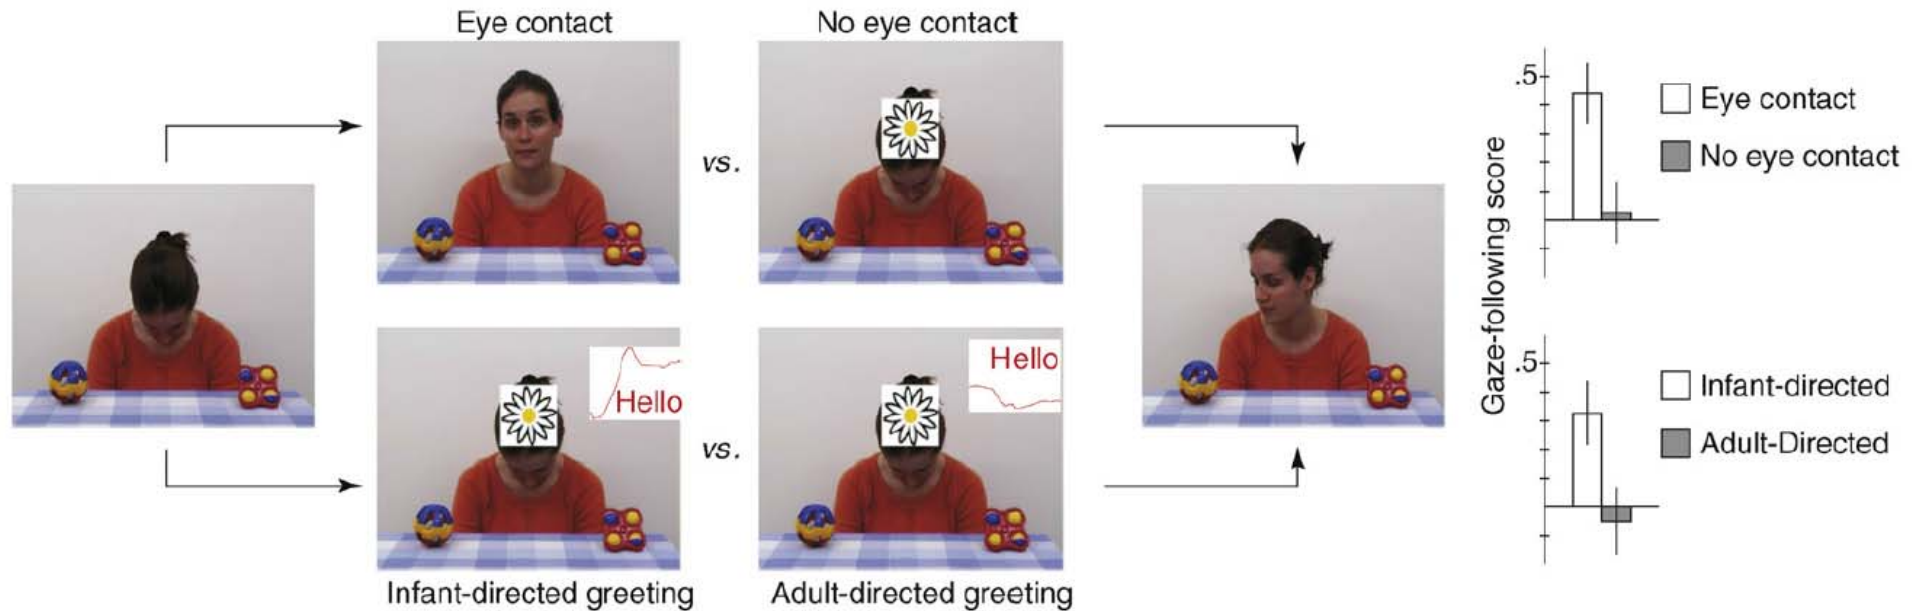 Eye contact
No eye contact
vs.
Hello
Hello
vs.
Infant-directed greeting
Adult-directed greeting
Gaze-following score
.5
Eye contact
No eye contact
.5
Infant-directed
Adult-Directed